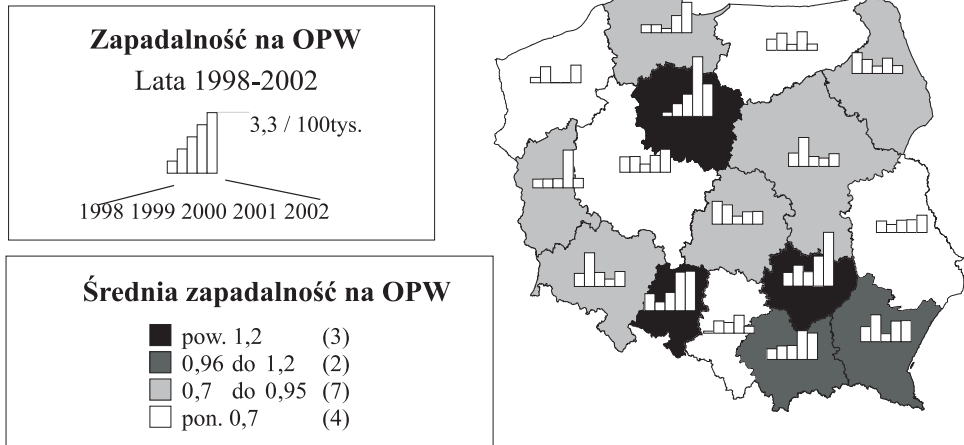 Zapadalność na OPW
Lata 1998-2002
3,3 / 100tys.
1998 1999 2000 2001 2002
Średnia zapadalność na OPW
pow. 1,2 (3)
0,96 do 1,2 (2)
0,7 do 0,95 (7)
pon. 0,7 (4)